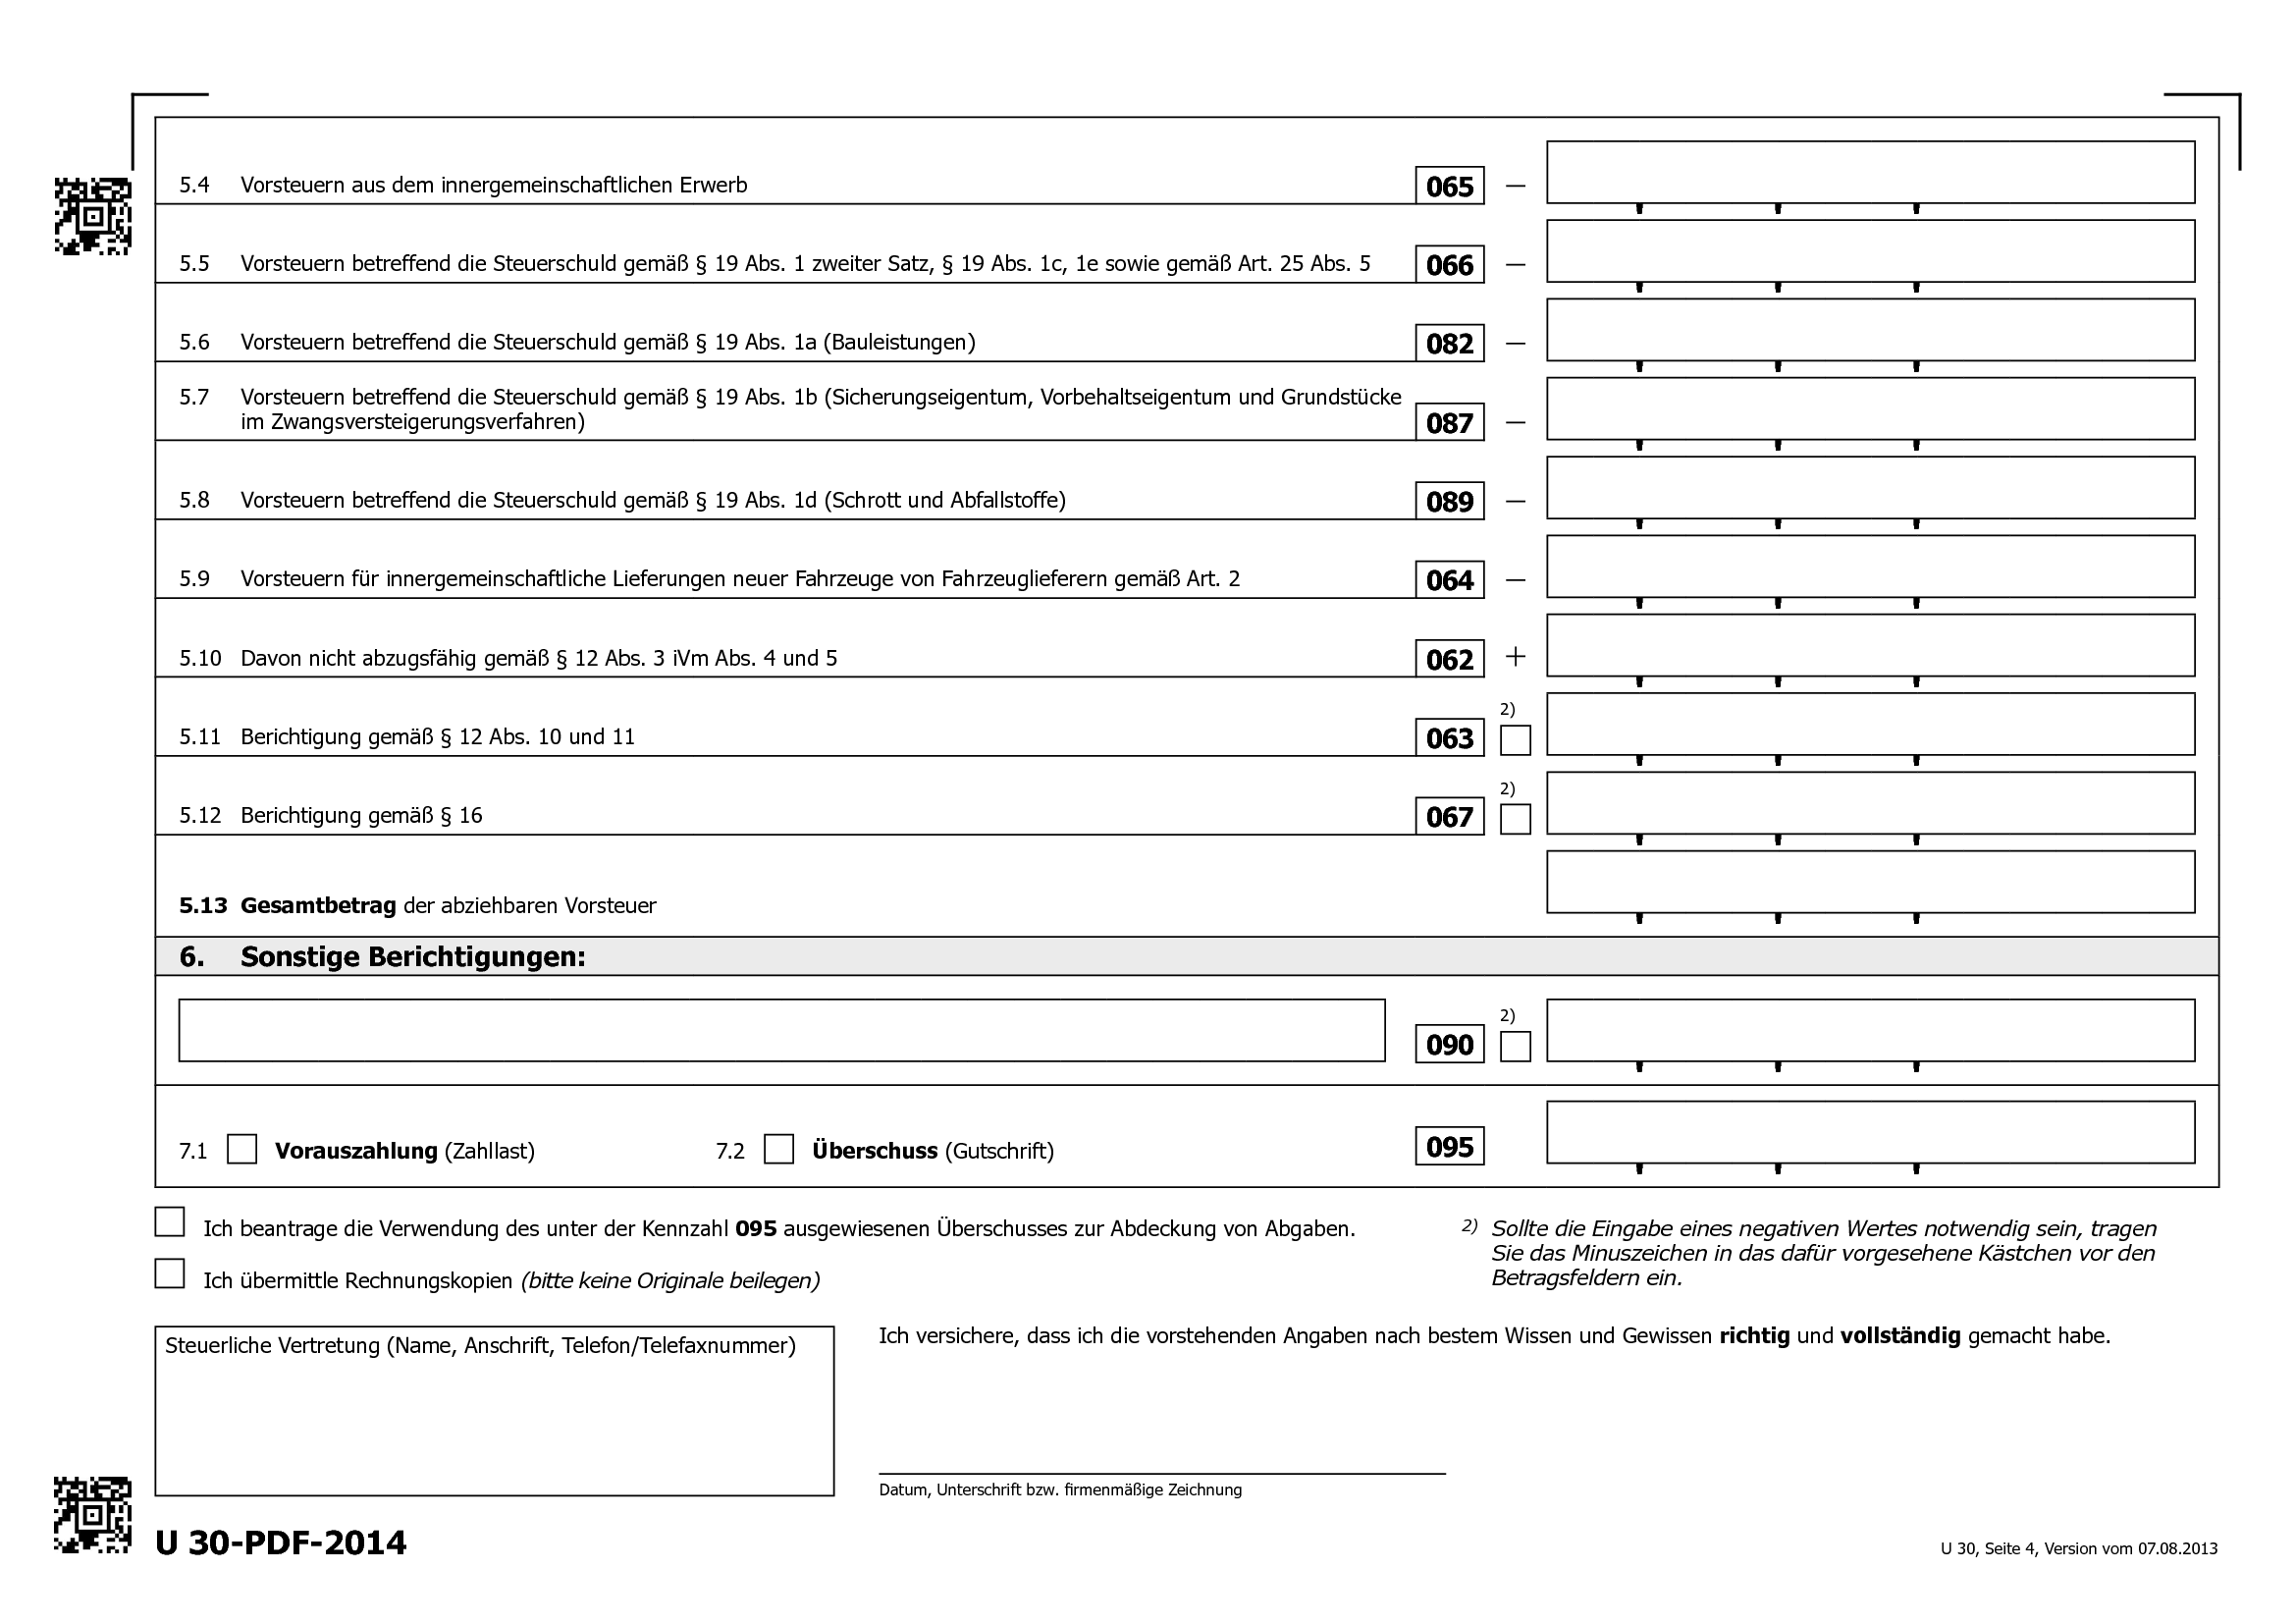 5.4 Vorsteuern aus dem innergemeinschaftlichen Erwerb 065 –
5.5 Vorsteuern betreffend die Steuerschuld gemäß § 19 Abs. 1 zweiter Satz, § 19 Abs. 1c, 1e sowie gemäß Art. 25 Abs. 5 066 –
5.6 Vorsteuern betreffend die Steuerschuld gemäß § 19 Abs. 1a (Bauleistungen) 082 –
5.7 Vorsteuern betreffend die Steuerschuld gemäß § 19 Abs. 1b (Sicherungseigentum, Vorbehaltseigentum und Grundstücke
im Zwangsversteigerungsverfahren) 087 –
5.8 Vorsteuern betreffend die Steuerschuld gemäß § 19 Abs. 1d (Schrott und Abfallstoffe) 089 –
5.9 Vorsteuern für innergemeinschaftliche Lieferungen neuer Fahrzeuge von Fahrzeuglieferern gemäß Art. 2 064 –
5.10 Davon nicht abzugsfähig gemäß § 12 Abs. 3 iVm Abs. 4 und 5 062 +
2)
5.11 Berichtigung gemäß § 12 Abs. 10 und 11 063
2)
5.12 Berichtigung gemäß § 16 067
5.13 Gesamtbetrag der abziehbaren Vorsteuer
6. Sonstige Berichtigungen:
2)
090
7.1 Vorauszahlung (Zahllast) 7.2 Überschuss (Gutschrift) 095
Ich beantrage die Verwendung des unter der Kennzahl 095 ausgewiesenen Überschusses zur Abdeckung von Abgaben.
Ich übermittle Rechnungskopien (bitte keine Originale beilegen)
2) Sollte die Eingabe eines negativen Wertes notwendig sein, tragen
Sie das Minuszeichen in das dafür vorgesehene Kästchen vor den
Betragsfeldern ein.
Steuerliche Vertretung (Name, Anschrift, Telefon/Telefaxnummer)
Ich versichere, dass ich die vorstehenden Angaben nach bestem Wissen und Gewissen richtig und vollständig gemacht habe.
Datum, Unterschrift bzw. firmenmäßige Zeichnung
U 30-PDF-2014
U 30, Seite 4, Version vom 07.08.2013